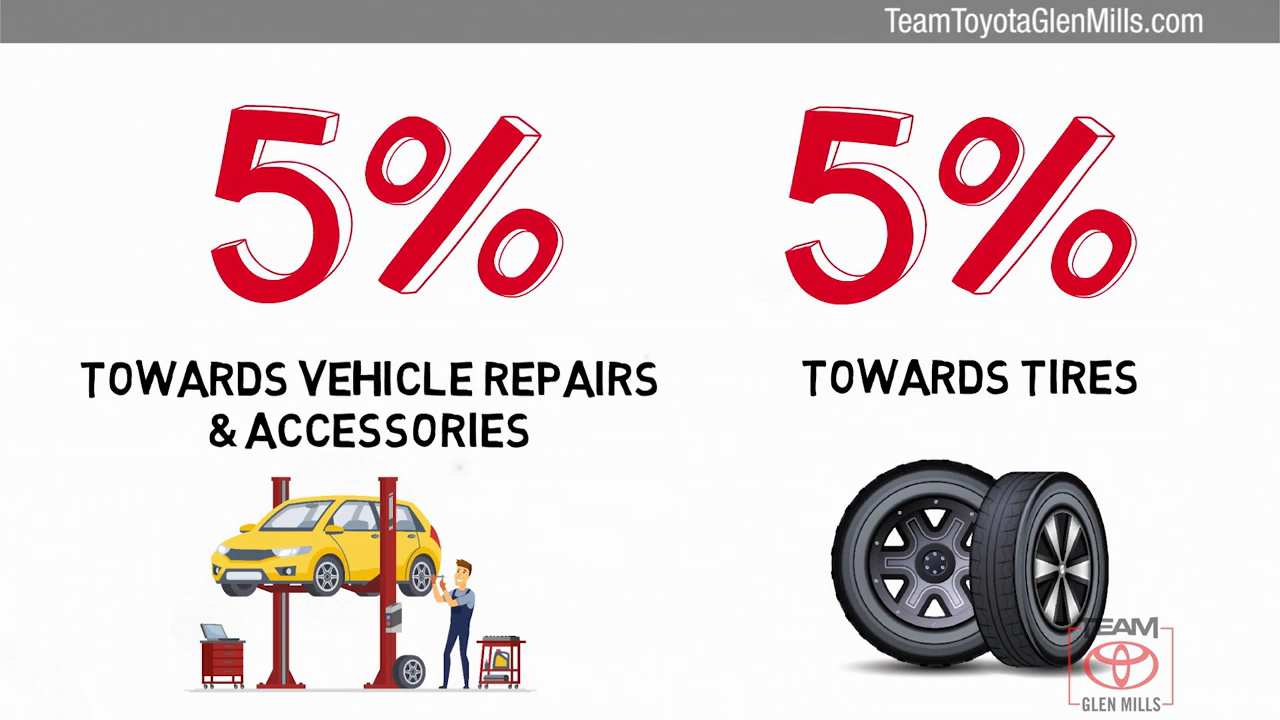 TeamToyotaGlenMills.com
5%
TOWARDS VEHICLE REPAIRS
& ACCESSORIES
5%
TOWARDS TIRES
TEAM
GLEN MILLS